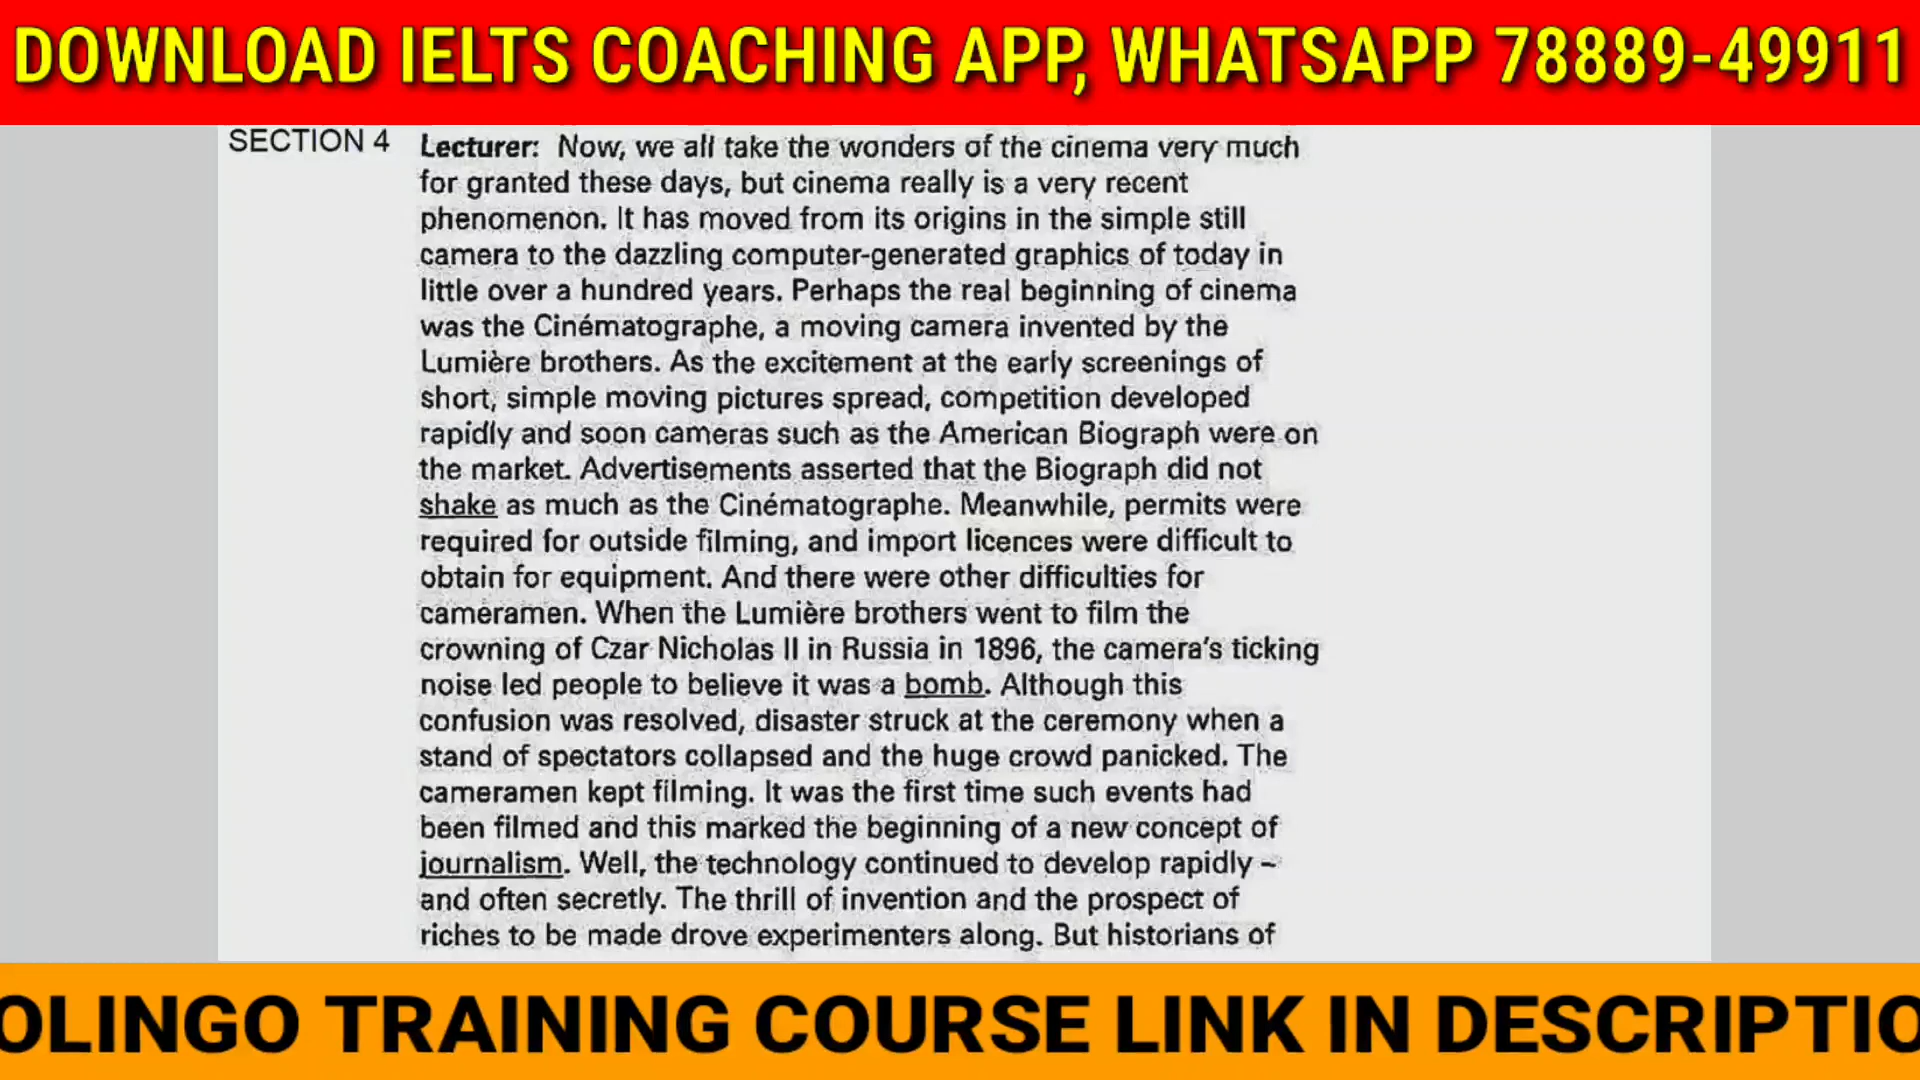 DOWNLOAD IELTS COACHING APP, WHATSAPP 78889-49911
SECTION 4
Lecturer: Now, we all take the wonders of the cinema very much
for granted these days, but cinema really is a very recent
phenomenon. It has moved from its origins in the simple still
camera to the dazzling computer-generated graphics of today in
little over a hundred years. Perhaps the real beginning of cinema
was the Cinématographe, a moving camera invented by the
Lumière brothers. As the excitement at the early screenings of
short, simple moving pictures spread, competition developed
rapidly and soon cameras such as the American Biograph were on
the market. Advertisements asserted that the Biograph did not
shake as much as the Cinématographe. Meanwhile, permits were
required for outside filming, and import licences were difficult to
obtain for equipment. And there were other difficulties for
cameramen. When the Lumière brothers went to film the
crowning of Czar Nicholas II in Russia in 1896, the camera's ticking
noise led people to believe it was a bomb. Although this
confusion was resolved, disaster struck at the ceremony when a
stand of spectators collapsed and the huge crowd panicked. The
cameramen kept filming. It was the first time such events had
been filmed and this marked the beginning of a new concept of
journalism. Well, the technology continued to develop rapidly –
and often secretly. The thrill of invention and the prospect of
riches to be made drove experimenters along. But historians of
OLINGO TRAINING COURSE LINK IN DESCRIPTIO